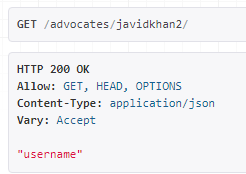 GET /advocates/javidkhan2/
HTTP 200 OK
Allow: GET, HEAD, OPTIONS
Content-Type: application/json
Vary: Accept
"username"